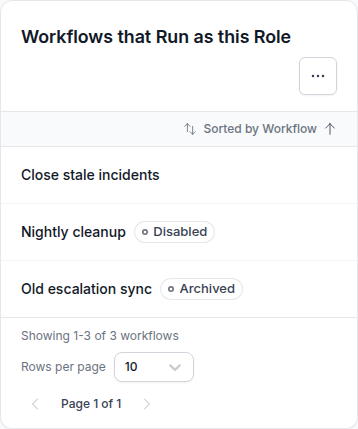 Workflows that Run as this Role
...
Sorted by Workflow
Close stale incidents
Nightly cleanup Disabled
Old escalation sync Archived
Showing 1-3 of 3 workflows
Rows per page 10
Page 1 of 1